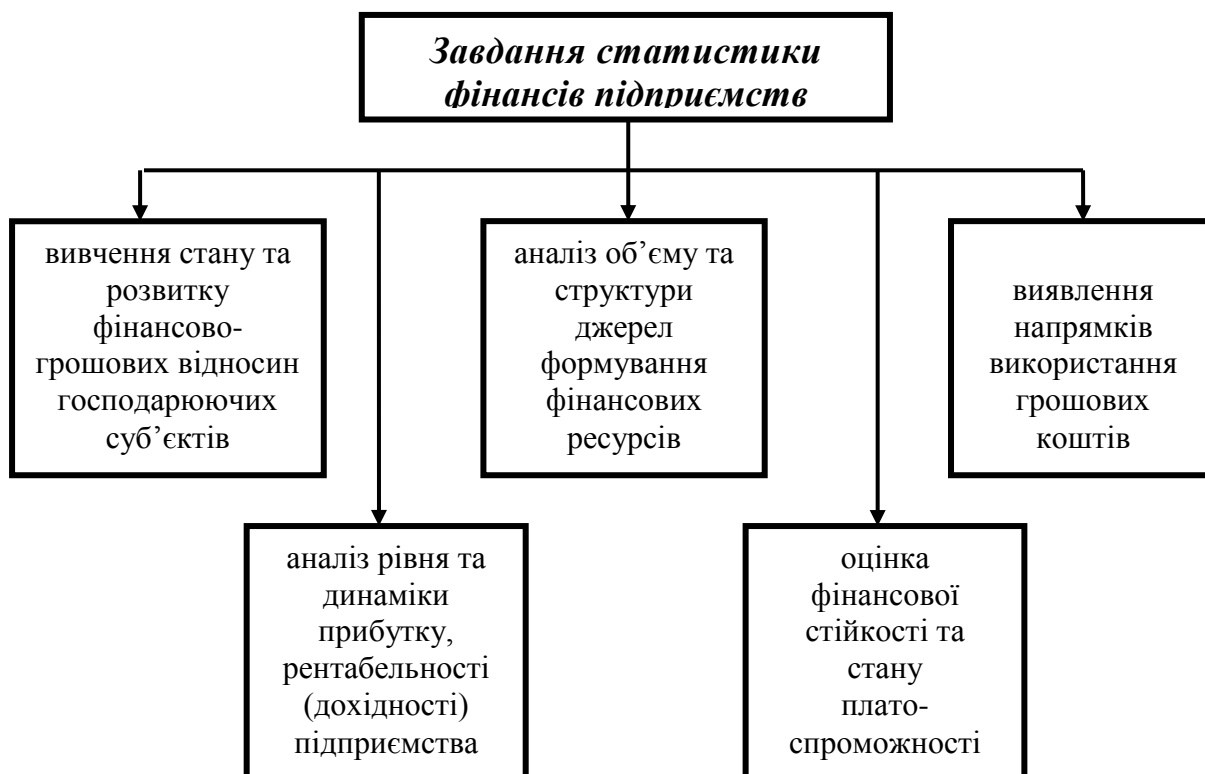 Завдання статистики
фінансів підприємств
вивчення стану та
розвитку
фінансово-
грошових відносин
господарюючих
суб’єктів
аналіз об’єму та
структури
джерел
формування
фінансових
ресурсів
виявлення
напрямків
використання
грошових
коштів
аналіз рівня та
динаміки
прибутку,
рентабельності
(дохідності)
підприємства
оцінка
фінансової
стійкості та
стану
плато-
спроможності